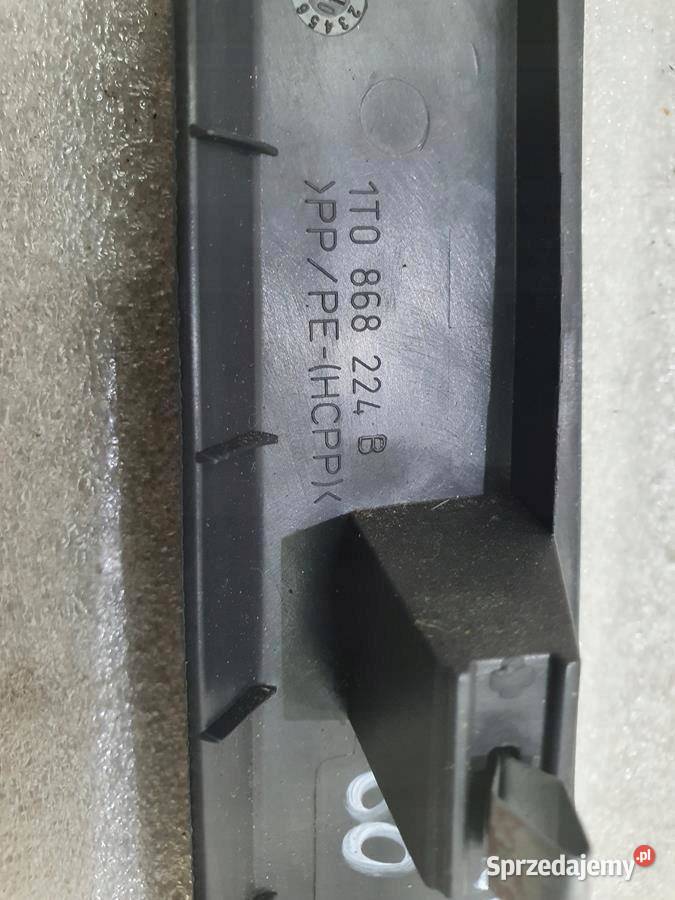 1T0 868 224 B
>PP/PE-(HCPP)<
Sprzedajemy.pl